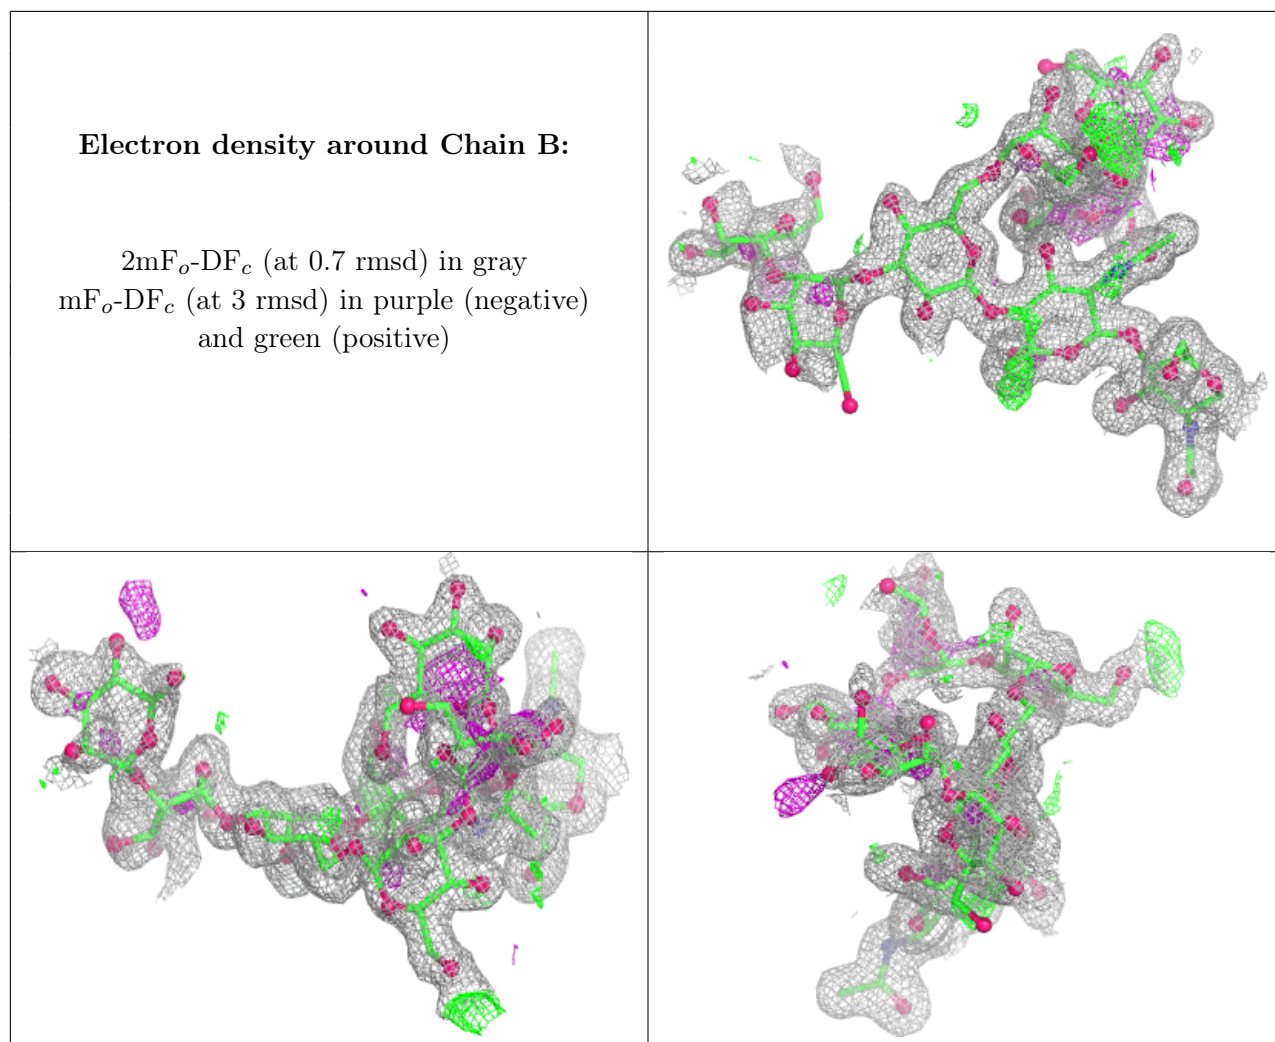 Electron density around Chain B:
2mFo-DFc (at 0.7 rmsd) in gray
mFo-DFc (at 3 rmsd) in purple (negative)
and green (positive)